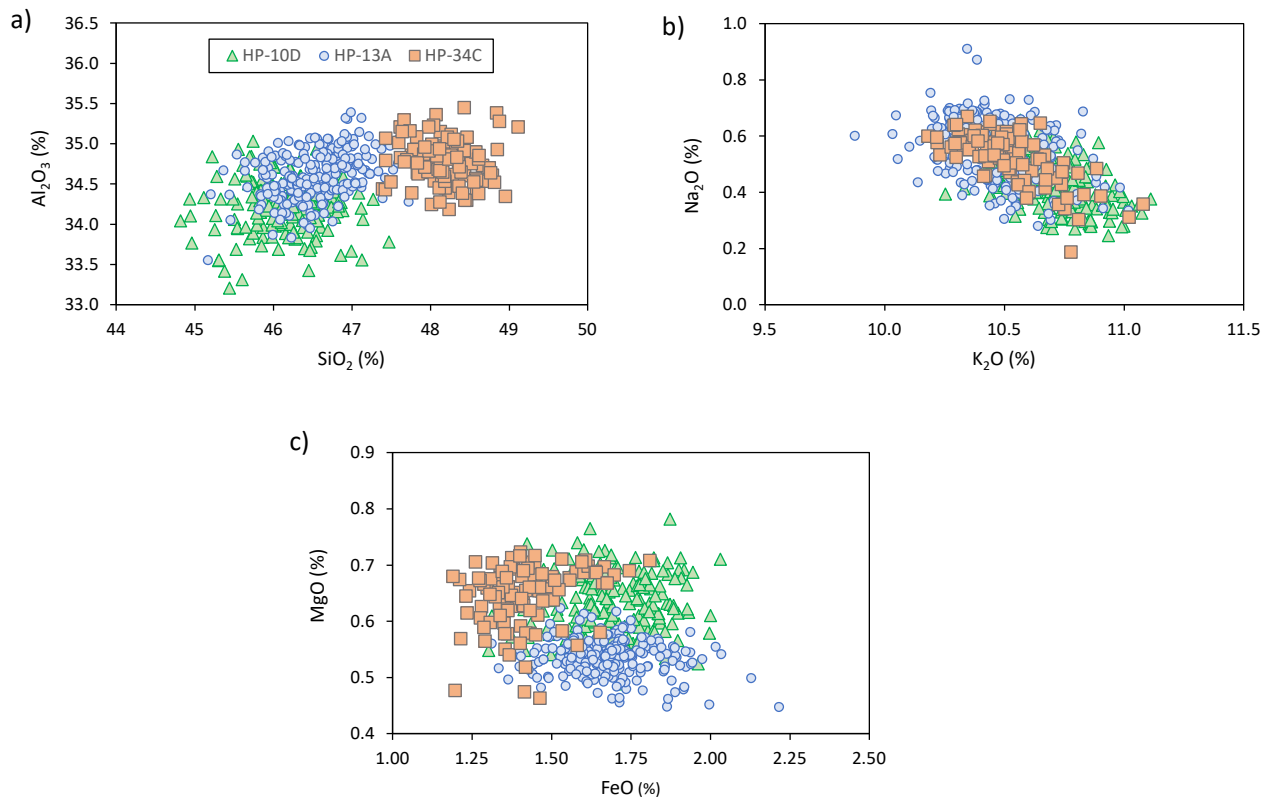 a)
36.5
36.0
35.5
35.0
34.5
34.0
33.5
33.0
Al₂O₃ (%)
HP-10D HP-13A HP-34C
44 45 46 47 48 49 50
SiO₂ (%)
b)
1.0
0.8
0.6
0.4
0.2
0.0
Na₂O (%)
9.5 10.0 10.5 11.0 11.5
K₂O (%)
c)
0.9
0.8
0.7
0.6
0.5
0.4
MgO (%)
1.00 1.25 1.50 1.75 2.00 2.25 2.50
FeO (%)